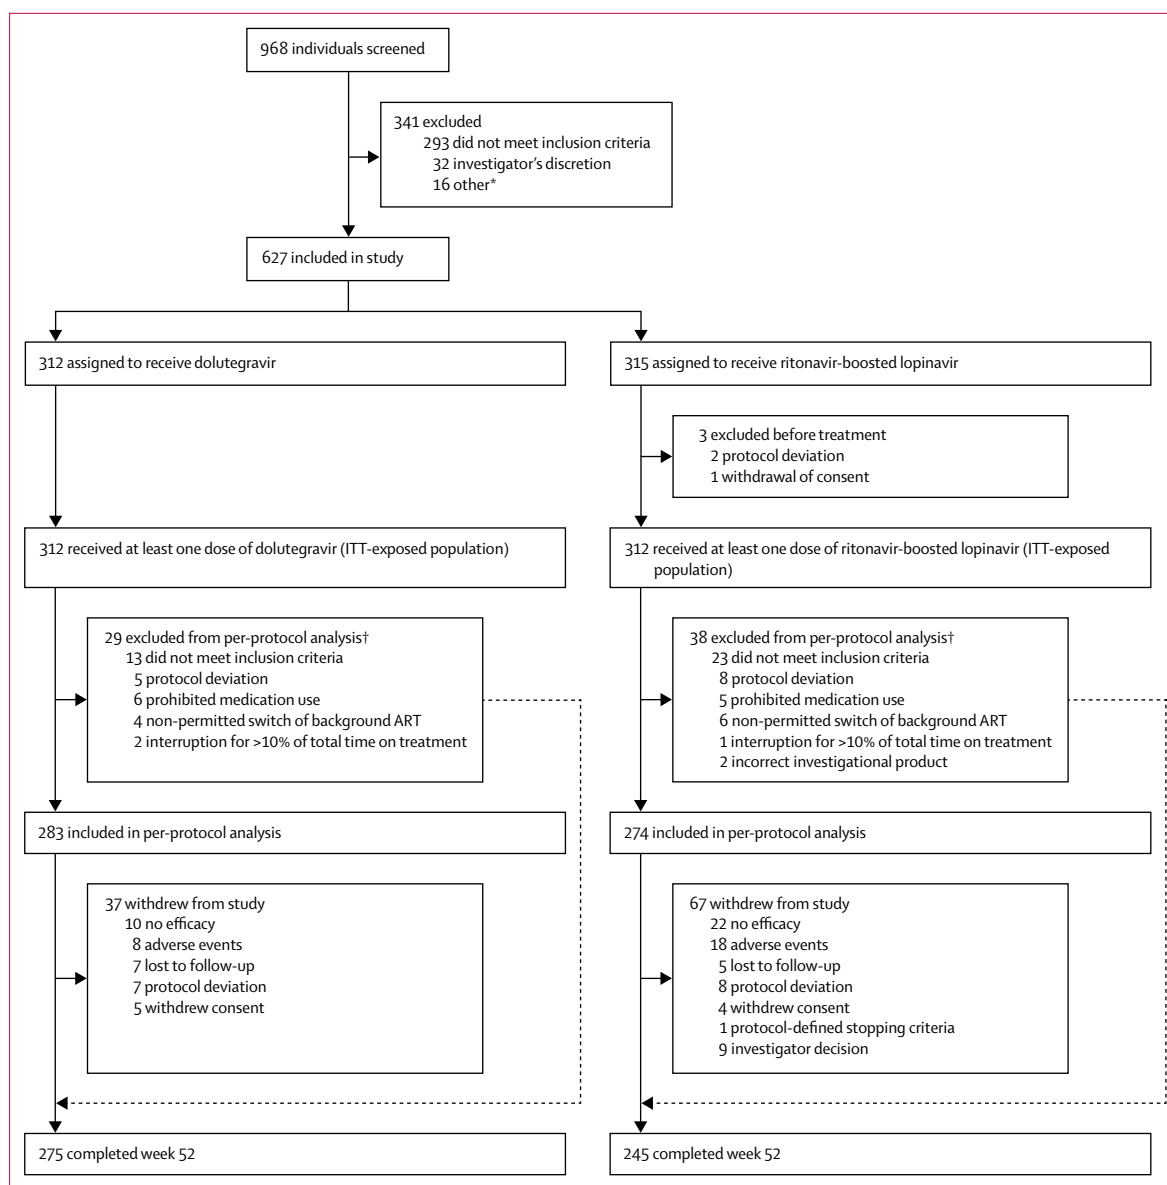 968 individuals screened
341 excluded
293 did not meet inclusion criteria
32 investigator’s discretion
16 other*
627 included in study
312 assigned to receive dolutegravir
315 assigned to receive ritonavir-boosted lopinavir
3 excluded before treatment
2 protocol deviation
1 withdrawal of consent
312 received at least one dose of dolutegravir (ITT-exposed population)
312 received at least one dose of ritonavir-boosted lopinavir (ITT-exposed
population)
29 excluded from per-protocol analysis†
13 did not meet inclusion criteria
5 protocol deviation
6 prohibited medication use
4 non-permitted switch of background ART
2 interruption for >10% of total time on treatment
38 excluded from per-protocol analysis†
23 did not meet inclusion criteria
8 protocol deviation
5 prohibited medication use
6 non-permitted switch of background ART
1 interruption for >10% of total time on treatment
2 incorrect investigational product
283 included in per-protocol analysis
274 included in per-protocol analysis
37 withdrew from study
10 no efficacy
8 adverse events
7 lost to follow-up
7 protocol deviation
5 withdrew consent
67 withdrew from study
22 no efficacy
18 adverse events
5 lost to follow-up
8 protocol deviation
4 withdrew consent
1 protocol-defined stopping criteria
9 investigator decision
275 completed week 52
245 completed week 52